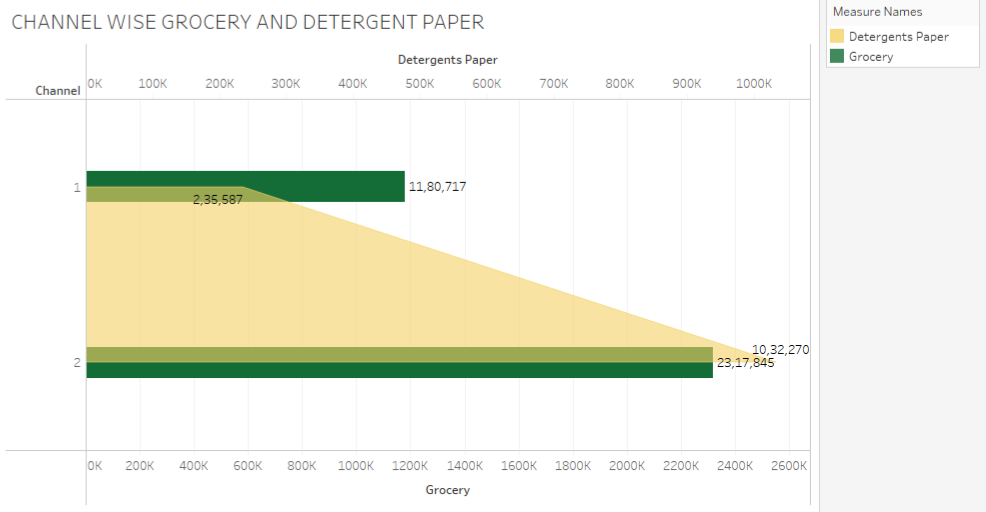 CHANNEL WISE GROCERY AND DETERGENT PAPER
Measure Names
Detergents Paper
Grocery
Detergents Paper
Channel
0K 100K 200K 300K 400K 500K 600K 700K 800K 900K 1000K
1
11,80,717
2,35,587
10,32,270
2
23,17,845
0K 200K 400K 600K 800K 1000K 1200K 1400K 1600K 1800K 2000K 2200K 2400K 2600K
Grocery